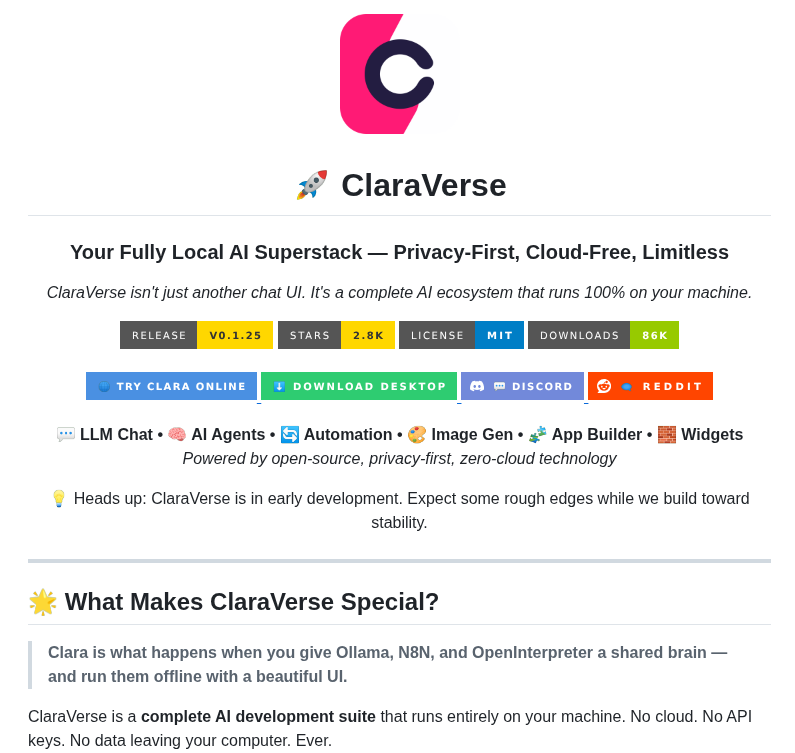 🚀 ClaraVerse
Your Fully Local AI Superstack — Privacy-First, Cloud-Free, Limitless
ClaraVerse isn't just another chat UI. It's a complete AI ecosystem that runs 100% on your machine.
RELEASE V0.1.25 STARS 2.8K LICENSE MIT DOWNLOADS 86K
TRY CLARA ONLINE DOWNLOAD DESKTOP DISCORD REDDIT
💬 LLM Chat • 🧠 AI Agents • 🔄 Automation • 🎨 Image Gen • 🧩 App Builder • 🧱 Widgets
Powered by open-source, privacy-first, zero-cloud technology
💡 Heads up: ClaraVerse is in early development. Expect some rough edges while we build toward
stability.
🌟 What Makes ClaraVerse Special?
Clara is what happens when you give Ollama, N8N, and OpenInterpreter a shared brain —
and run them offline with a beautiful UI.
ClaraVerse is a complete AI development suite that runs entirely on your machine. No cloud. No API
keys. No data leaving your computer. Ever.